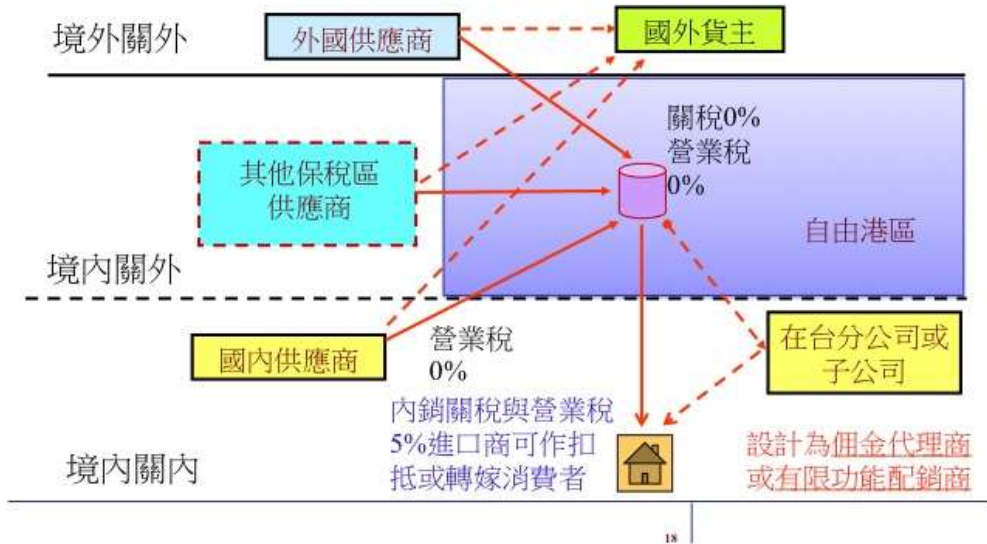 境外關外
外國供應商
國外貨主
關稅0%
營業稅
0%
其他保稅區
供應商
自由港區
境內關外
國內供應商
營業稅
0%
在台分公司或
子公司
內銷關稅與營業稅
5%進口商可作扣
抵或轉嫁消費者
境內關內
設計為佣金代理商
或有限功能配銷商
18